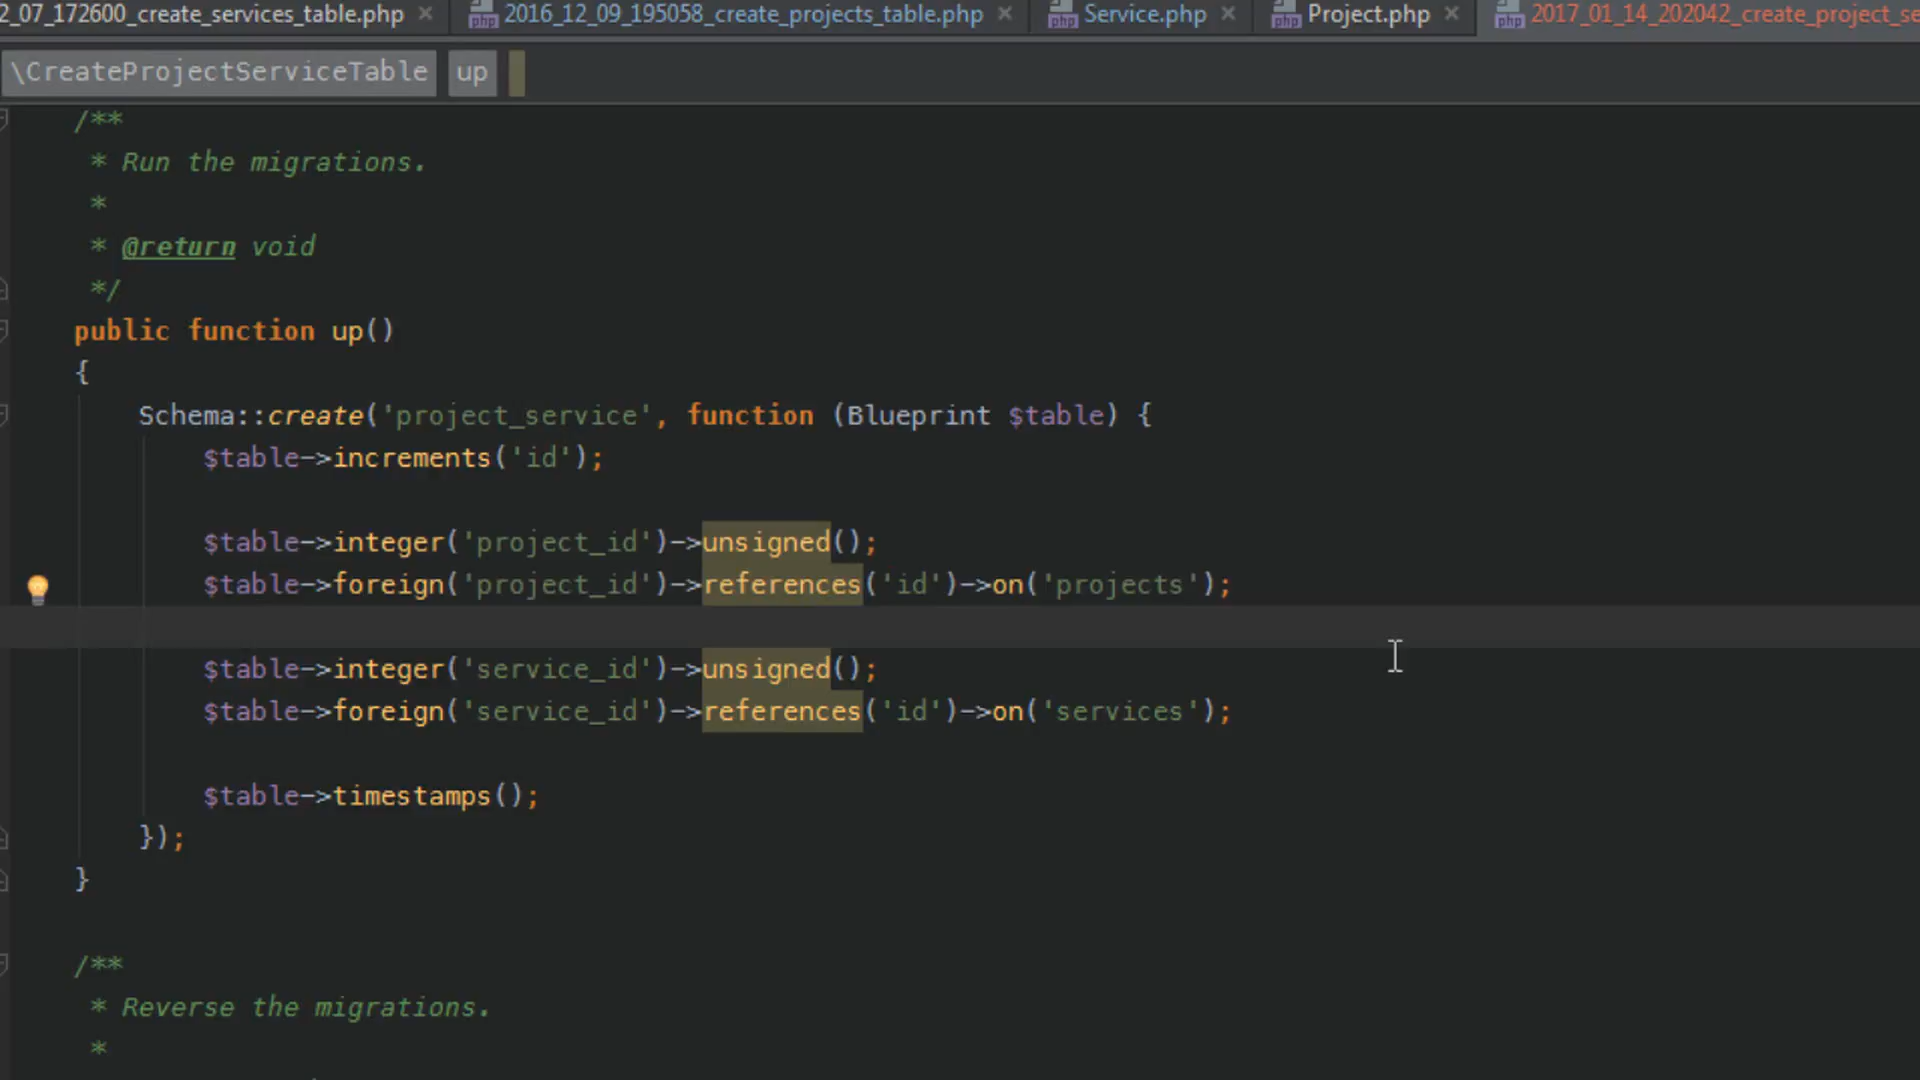 2_07_172600_create_services_table.php × 2016_12_09_195058_create_projects_table.php × Service.php × Project.php × 2017_01_14_202042_create_project_se
\CreateProjectServiceTable up
/**
* Run the migrations.
*
* @return void
*/
public function up()
{
Schema::create('project_service', function (Blueprint $table) {
$table->increments('id');
$table->integer('project_id')->unsigned();
$table->foreign('project_id')->references('id')->on('projects');
$table->integer('service_id')->unsigned();
$table->foreign('service_id')->references('id')->on('services');
$table->timestamps();
});
}
/**
* Reverse the migrations.
*